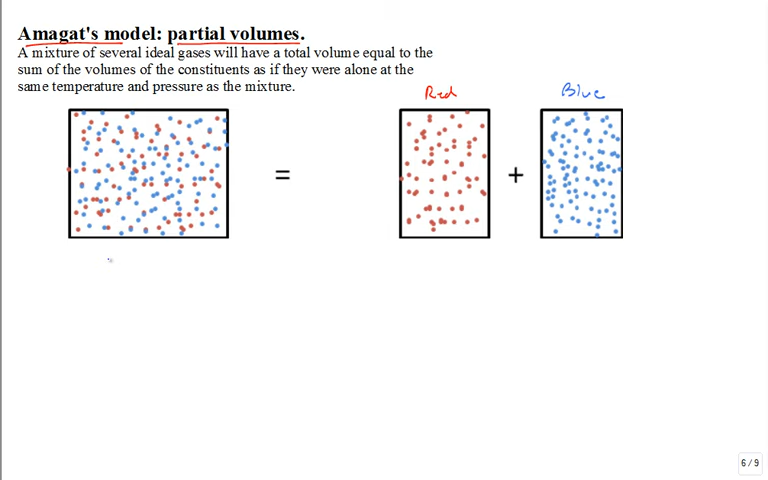 Amagat's model: partial volumes.
A mixture of several ideal gases will have a total volume equal to the
sum of the volumes of the constituents as if they were alone at the
same temperature and pressure as the mixture.
Red Blue
= +
6 / 9